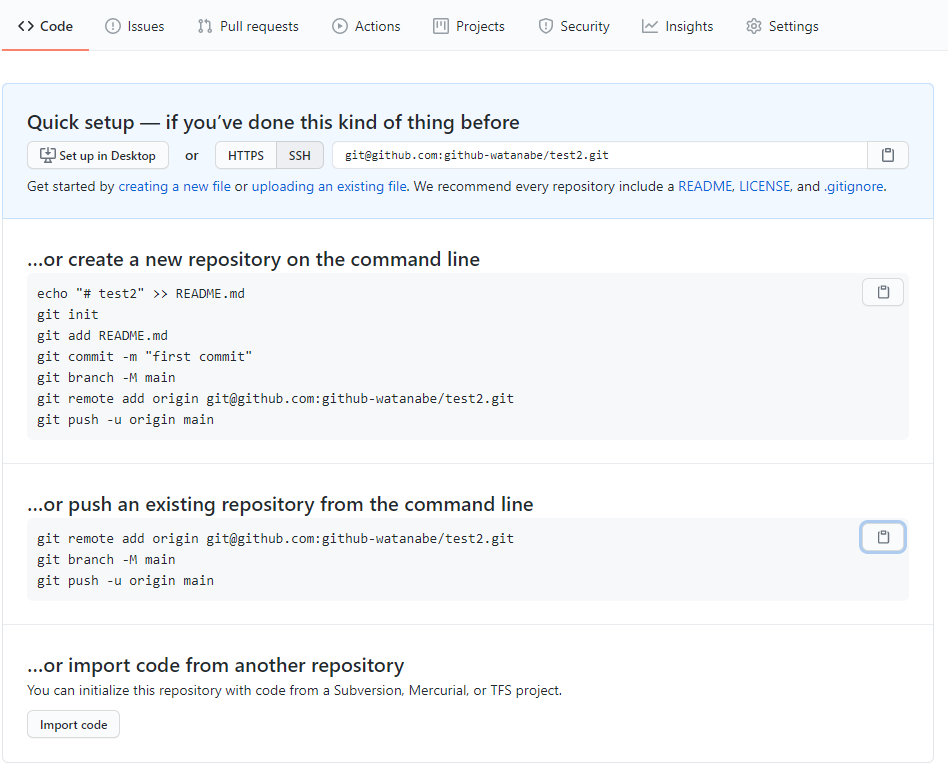 Code Issues Pull requests Actions Projects Security Insights Settings
Quick setup — if you’ve done this kind of thing before
Set up in Desktop or HTTPS SSH git@github.com:github-watanabe/test2.git
Get started by creating a new file or uploading an existing file. We recommend every repository include a README, LICENSE, and .gitignore.
…or create a new repository on the command line
echo "# test2" >> README.md
git init
git add README.md
git commit -m "first commit"
git branch -M main
git remote add origin git@github.com:github-watanabe/test2.git
git push -u origin main
…or push an existing repository from the command line
git remote add origin git@github.com:github-watanabe/test2.git
git branch -M main
git push -u origin main
…or import code from another repository
You can initialize this repository with code from a Subversion, Mercurial, or TFS project.
Import code